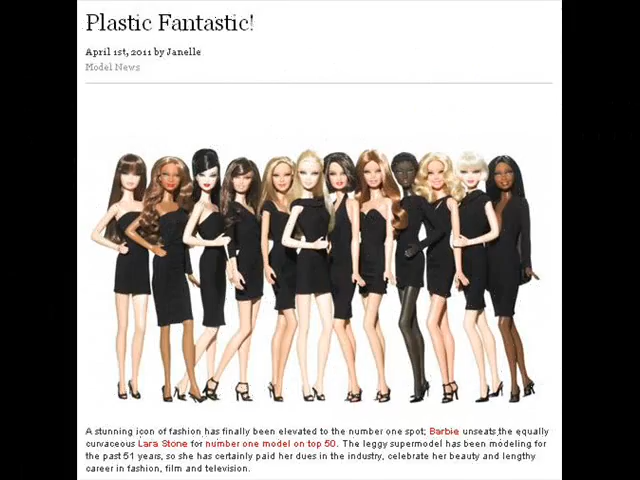 Plastic Fantastic!
April 1st, 2011 by Janelle
Model News
A stunning icon of fashion has finally been elevated to the number one spot; Barbie unseats the equally
curvaceous Lara Stone for number one model on top 50. The leggy supermodel has been modeling for
the past 51 years, so she has certainly paid her dues in the industry, celebrate her beauty and lengthy
career in fashion, film and television.